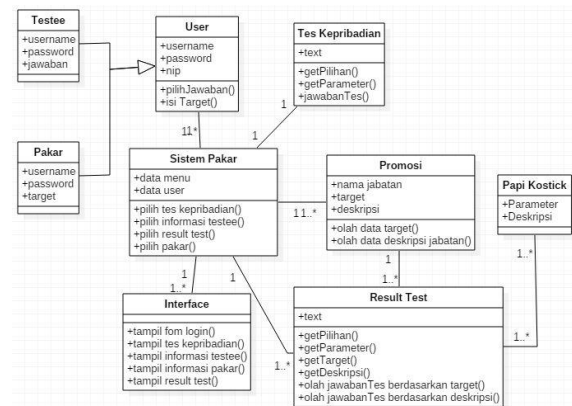 Testee
+username
+password
+jawaban
User
+username
+password
+nip
+pilihJawaban()
+isi Target()
Tes Kepribadian
+text
+getPilihan()
+getParameter()
+jawabanTes()
Pakar
+username
+password
+target
11..*
1
1
Sistem Pakar
+data menu
+data user
+pilih tes kepribadian()
+pilih informasi testee()
+pilih result test()
+pilih pakar()
11..*
Promosi
+nama jabatan
+target
+deskripsi
+olah data target()
+olah data deskripsi jabatan()
Papi Kostick
+Parameter
+Deskripsi
1
1..*
1
1..*
1
1..*
1..*
1..*
Interface
+tampil fom login()
+tampil tes kepribadian()
+tampil informasi testee()
+tampil informasi pakar()
+tampil result test()
Result Test
+text
+getPilihan()
+getParameter()
+getTarget()
+getDeskripsi()
+olah jawabanTes berdasarkan target()
+olah jawabanTes berdasarkan deskripsi()